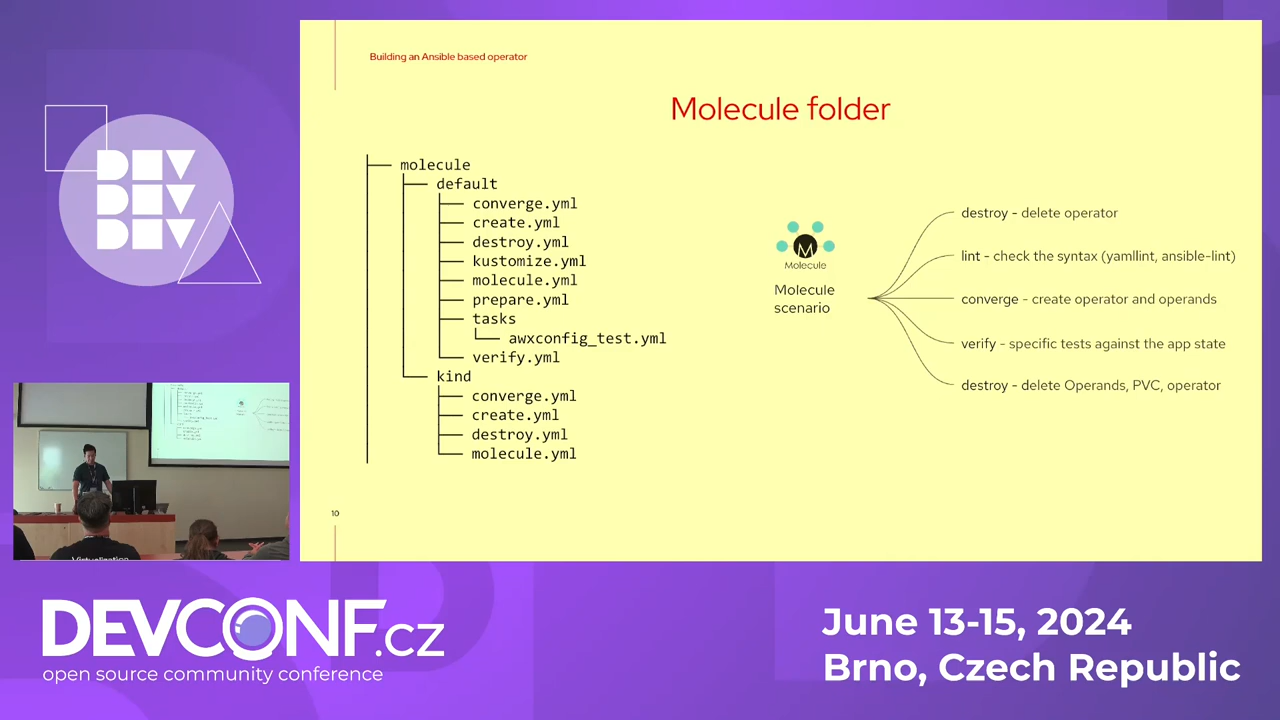 Building an Ansible based operator
Molecule folder
molecule
default
converge.yml
create.yml
destroy.yml
kustomize.yml
molecule.yml
prepare.yml
tasks
awxconfig_test.yml
verify.yml
kind
converge.yml
create.yml
destroy.yml
molecule.yml
M
Molecule
Molecule
scenario
destroy - delete operator
lint - check the syntax (yamllint, ansible-lint)
converge - create operator and operands
verify - specific tests against the app state
destroy - delete Operands, PVC, operator
10
DEV
DEV
DEV
Virtualization
DEVCONF.cz
open source community conference
June 13-15, 2024
Brno, Czech Republic